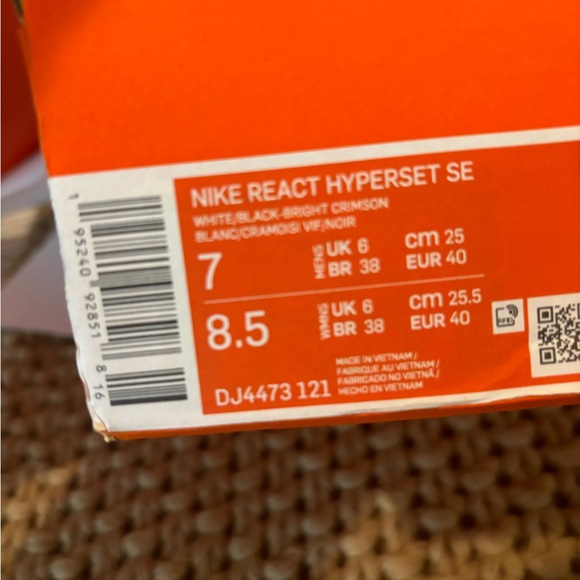 NIKE REACT HYPERSET SE
WHITE/BLACK-BRIGHT CRIMSON
BLANC/CRAMOISI VIF/NOIR
7 MENS UK 6 cm 25
BR 38 EUR 40
8.5 WMNS UK 6 cm 25.5
BR 38 EUR 40
DJ4473 121
MADE IN VIETNAM/
FABRIQUE AU VIETNAM/
FABRICADO NO VIETNÃ/
HECHO EN VIETNAM
1 95240 92851 8 16